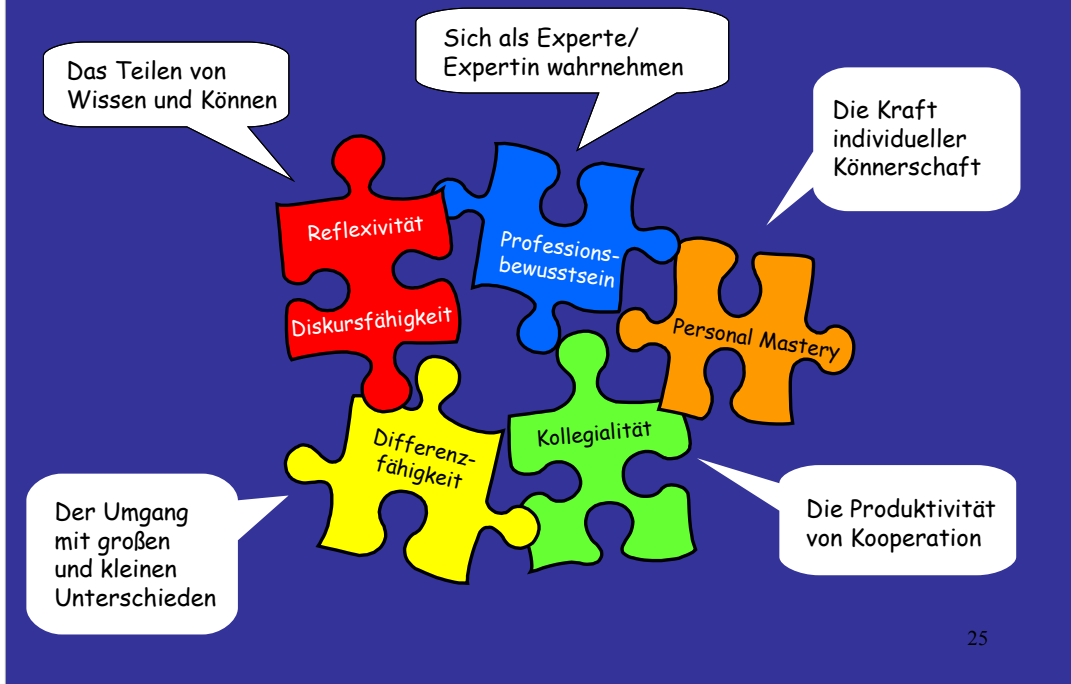 Das Teilen von
Wissen und Können
Sich als Experte/
Expertin wahrnehmen
Die Kraft
individueller
Könnerschaft
Reflexivität
Diskursfähigkeit
Professions-
bewusstsein
Personal Mastery
Differenz-
fähigkeit
Kollegialität
Der Umgang
mit großen
und kleinen
Unterschieden
Die Produktivität
von Kooperation
25